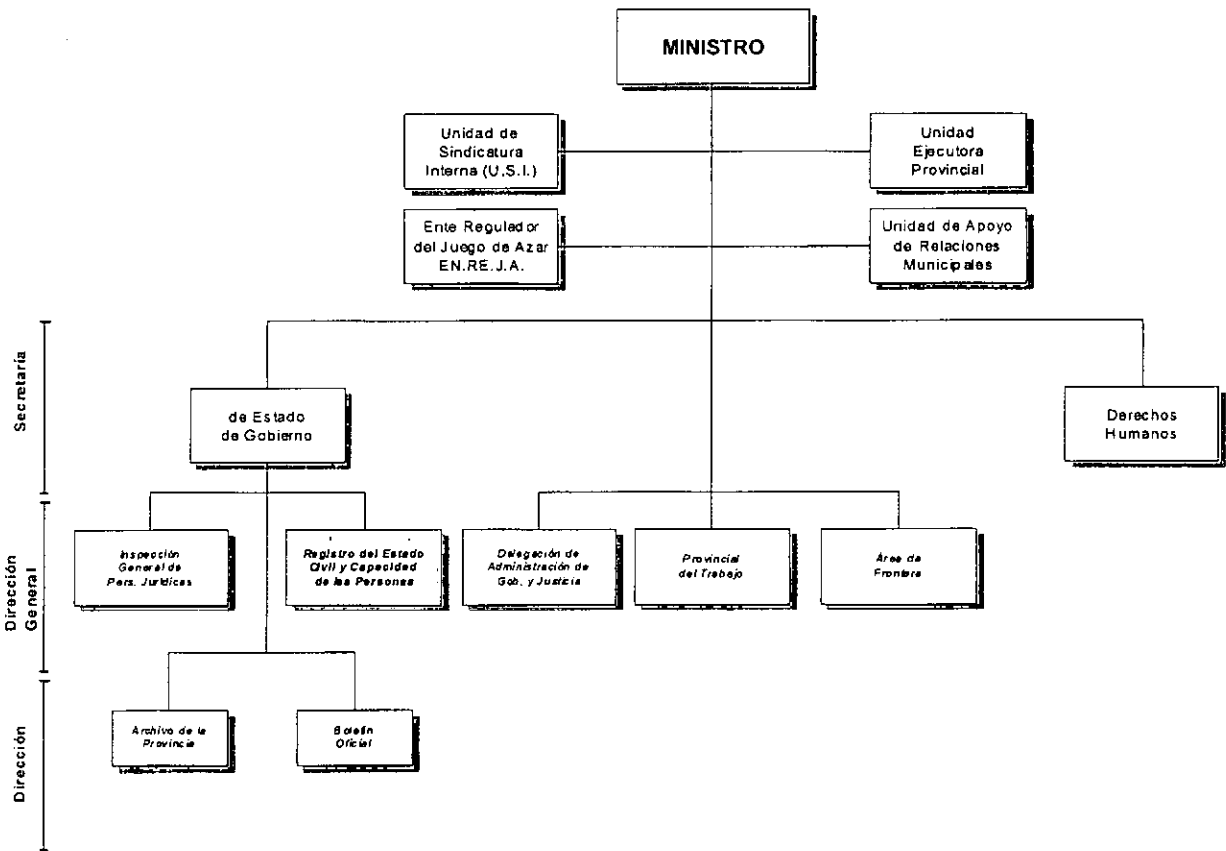 MINISTRO
Unidad de
Sindicatura
Interna (U.S.I.)
Unidad
Ejecutora
Provincial
Ente Regulador
del Juego de Azar
EN.RE.J.A.
Unidad de Apoyo
de Relaciones
Municipales
Secretaría
de Estado
de Gobierno
Derechos
Humanos
Dirección
General
Inspección
General de
Pers. Jurídicas
Registro del Estado
Civil y Capacidad
de las Personas
Delegación de
Administración de
Gob. y Justicia
Provincial
del Trabajo
Área de
Frontera
Dirección
Archivo de la
Provincia
Boletín
Oficial